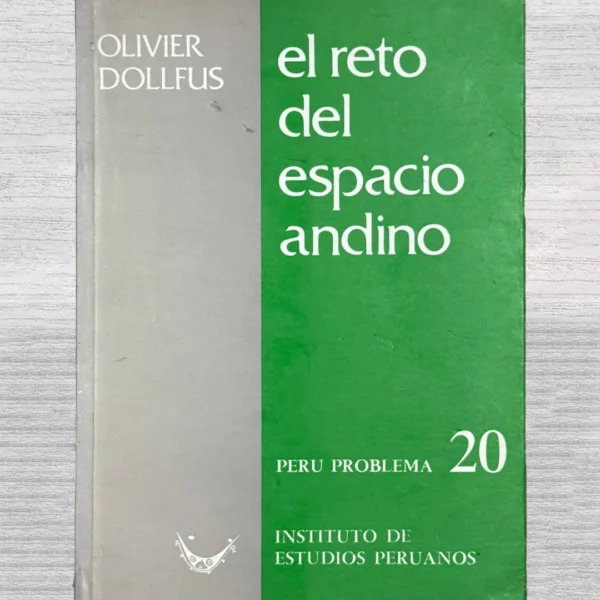 OLIVIER
DOLLFUS
el reto
del
espacio
andino
PERU PROBLEMA 20
INSTITUTO DE
ESTUDIOS PERUANOS